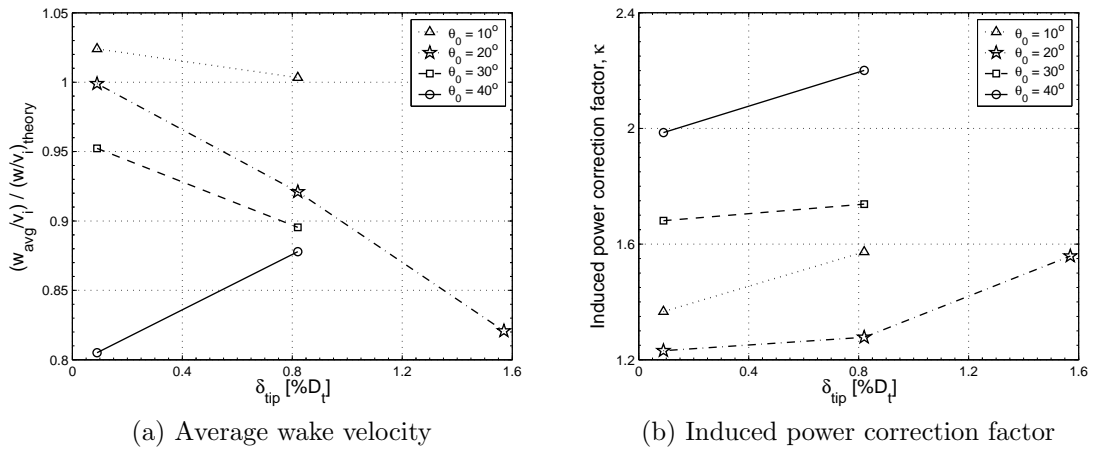 1.05
1
0.95
0.9
0.85
0.8
0
0.4
0.8
1.2
1.6
(w_avg/v_i) / (w/v_i)_theory
δ_tip [%D_t]
θ_0 = 10°
θ_0 = 20°
θ_0 = 30°
θ_0 = 40°
(a) Average wake velocity
2.4
2
1.6
1.2
0
0.4
0.8
1.2
1.6
Induced power correction factor, κ
δ_tip [%D_t]
θ_0 = 10°
θ_0 = 20°
θ_0 = 30°
θ_0 = 40°
(b) Induced power correction factor